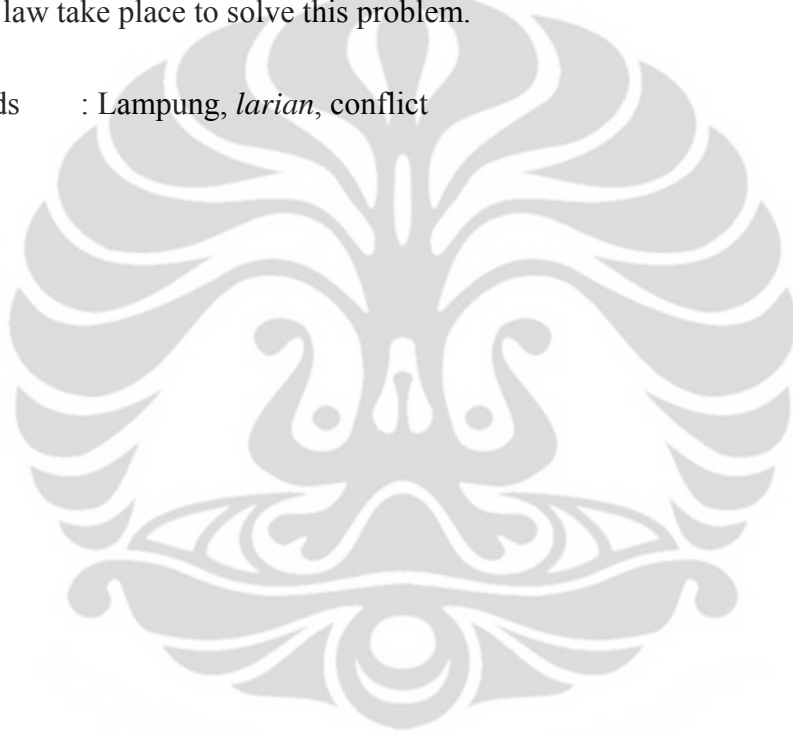 law take place to solve this problem.
ds : Lampung, larian, conflict